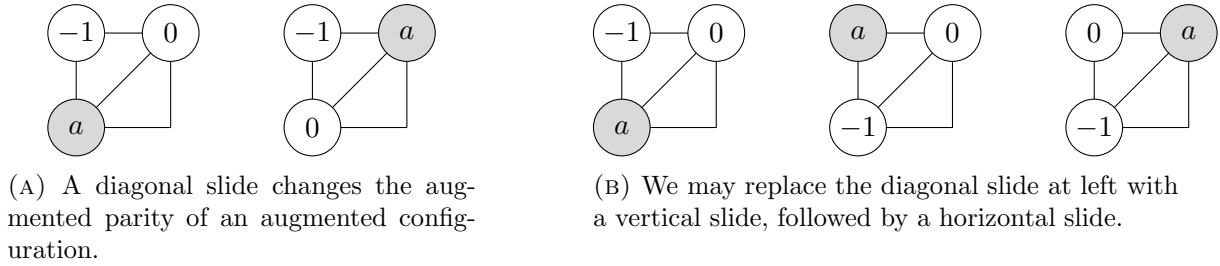 −1 0 −1 a −1 0 a 0 0 a
a 0 a −1 −1
(A) A diagonal slide changes the aug-
mented parity of an augmented config-
uration.
(B) We may replace the diagonal slide at left with
a vertical slide, followed by a horizontal slide.